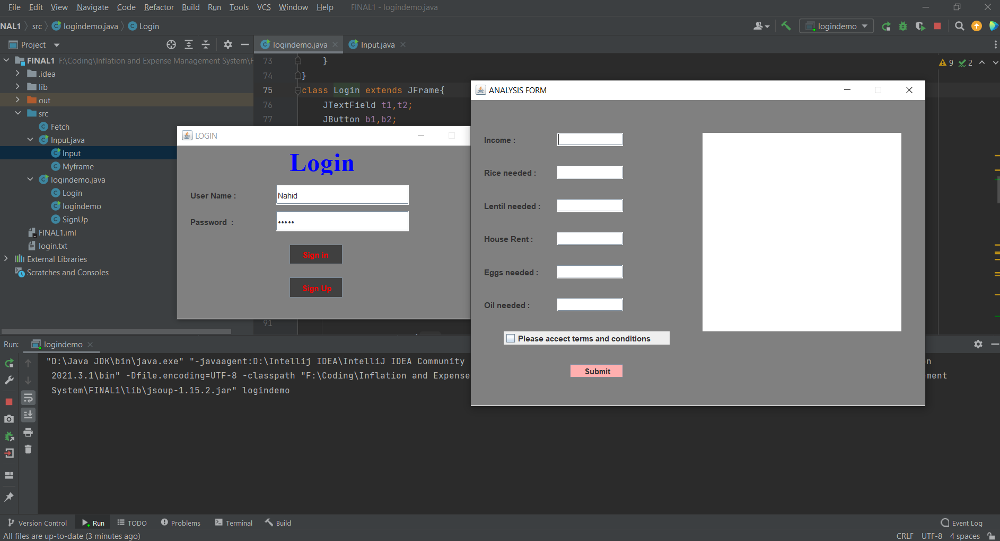 File Edit View Navigate Code Refactor Build Run Tools VCS Window Help FINAL1 - logindemo.java
NAL1 src logindemo.java Login
logindemo
Project
logindemo.java Input.java
FINAL1 F:\Coding\Inflation and Expense Management System\F
.idea
lib
out
src
Fetch
Input.java
Input
Myframe
logindemo.java
Login
logindemo
SignUp
FINAL1.iml
login.txt
External Libraries
Scratches and Consoles
73 }
74 }
75 class Login extends JFrame{
76 JTextField t1,t2;
77 JButton b1,b2;
91
9 2
LOGIN
Login
User Name :
Nahid
Password :
•••••
Sign in
Sign Up
ANALYSIS FORM
Income :
Rice needed :
Lentil needed :
House Rent :
Eggs needed :
Oil needed :
Please accect terms and conditions
Submit
Run: logindemo
"D:\Java JDK\bin\java.exe" "-javaagent:D:\Intellij IDEA\IntelliJ IDEA Community n
2021.3.1\bin" -Dfile.encoding=UTF-8 -classpath "F:\Coding\Inflation and Expense ment
System\FINAL1\lib\jsoup-1.15.2.jar" logindemo
Version Control Run TODO Problems Terminal Build Event Log
All files are up-to-date (3 minutes ago) CRLF UTF-8 4 spaces